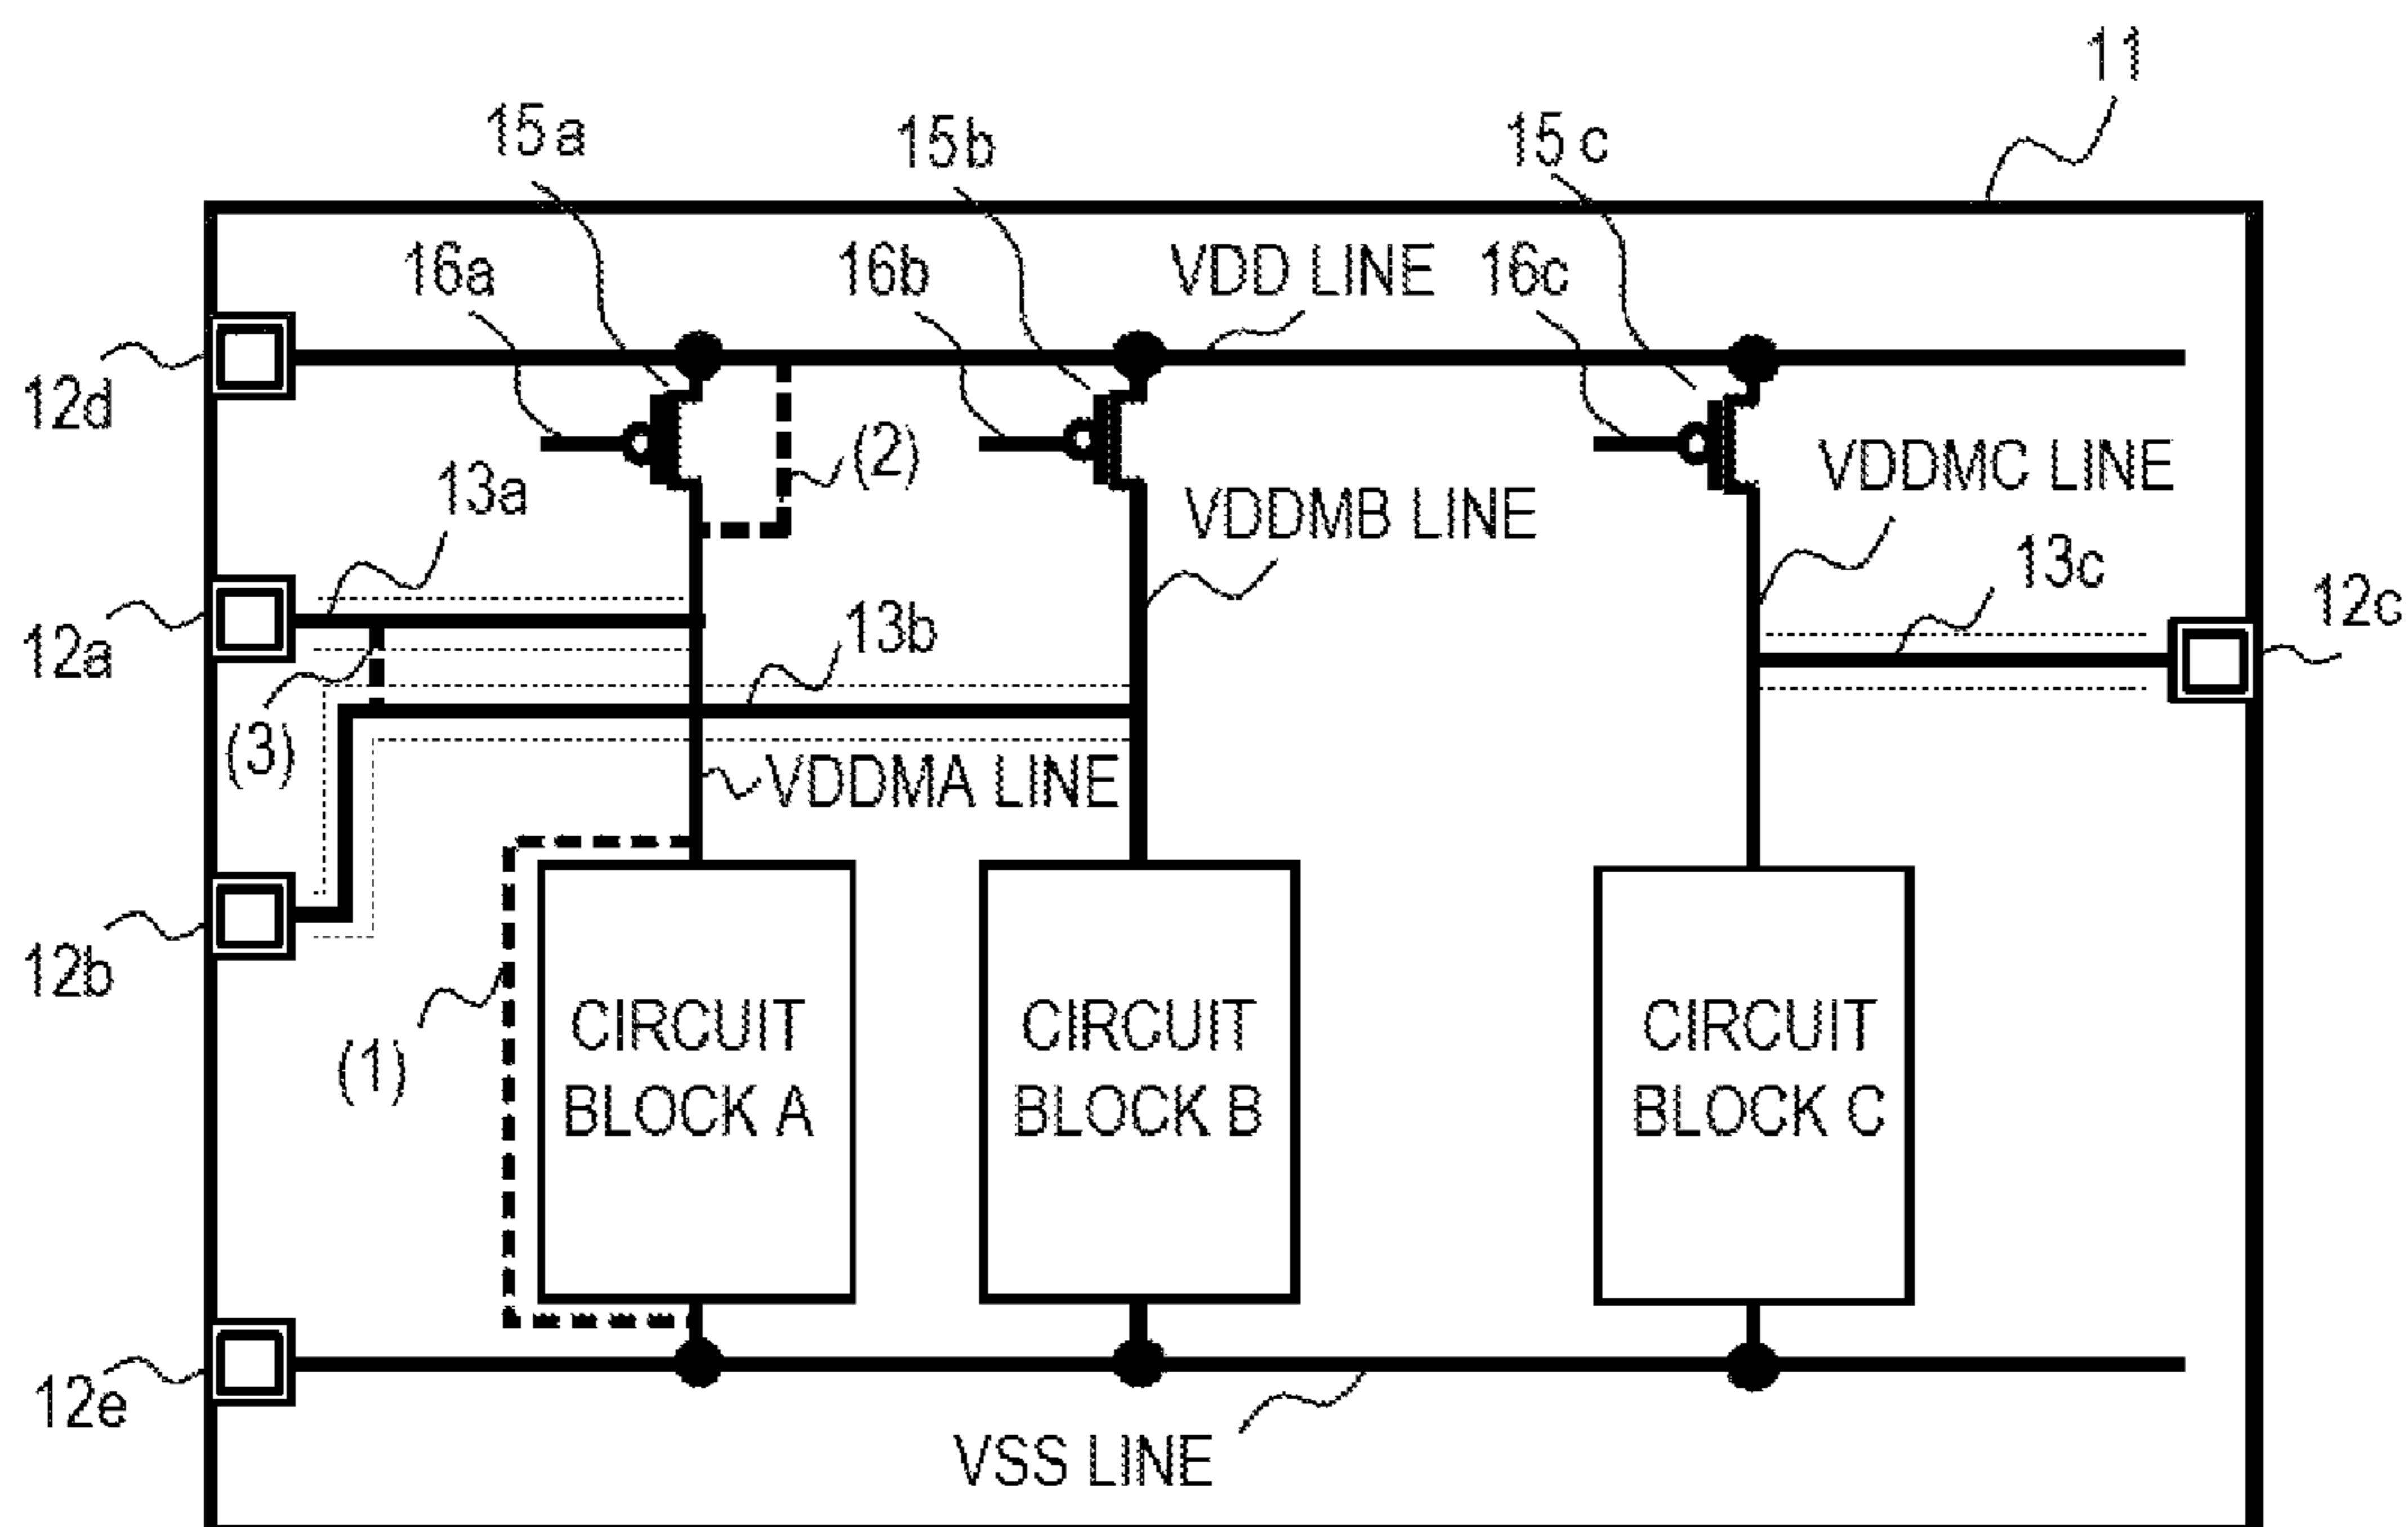 11
15a
15b
15c
16a
16b
VDD LINE
16c
12d
(2)
13a
VDDMC LINE
VDDMB LINE
13c
12a
13b
12c
(3)
VDDMA LINE
12b
(1)
CIRCUIT
BLOCK A
CIRCUIT
BLOCK B
CIRCUIT
BLOCK C
12e
VSS LINE